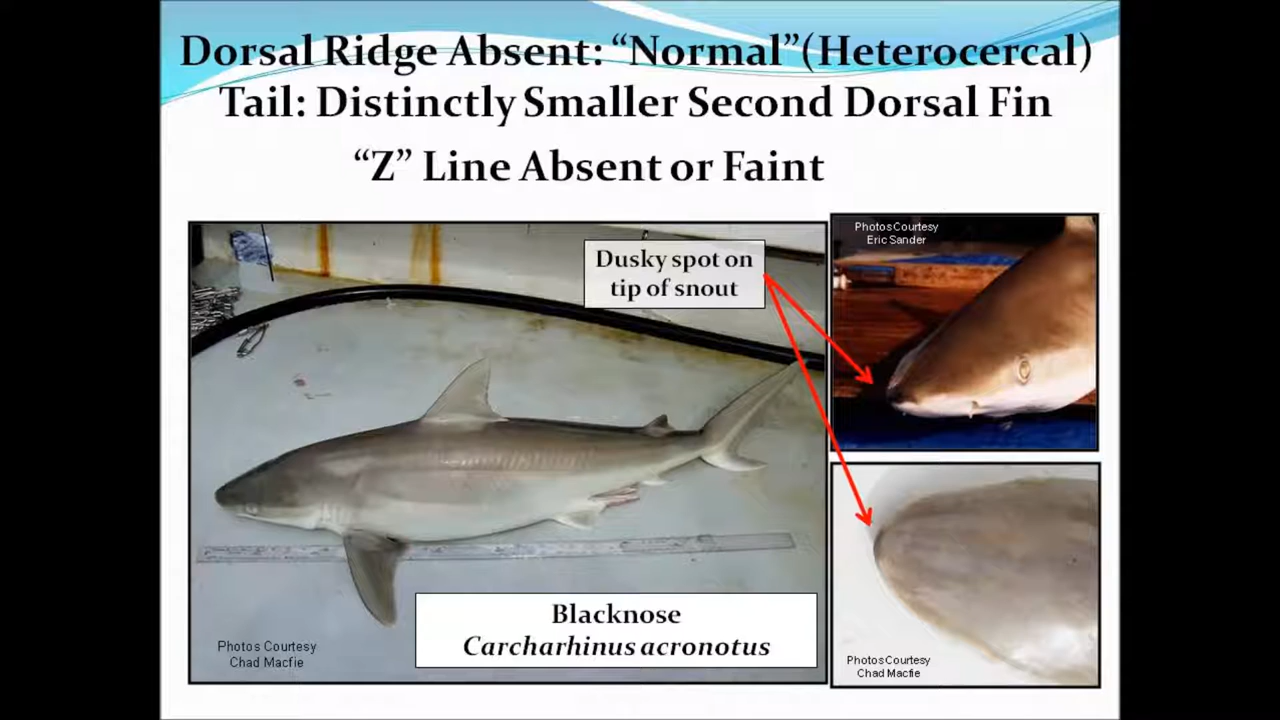 Dorsal Ridge Absent: “Normal”(Heterocercal)
Tail: Distinctly Smaller Second Dorsal Fin
“Z” Line Absent or Faint
Dusky spot on
tip of snout
Photos Courtesy
Eric Sander
Blacknose
Carcharhinus acronotus
Photos Courtesy
Chad Macfie
Photos Courtesy
Chad Macfie